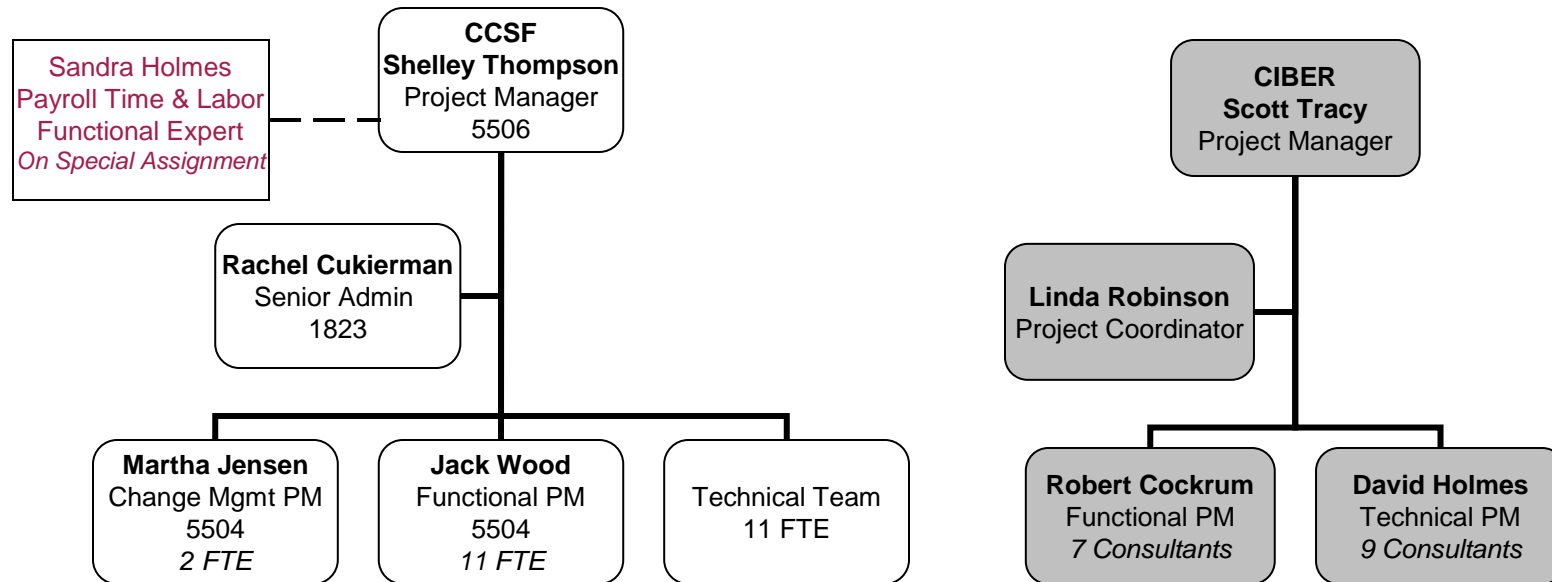 CCSF
Shelley Thompson
Project Manager
5506
Sandra Holmes
Payroll Time & Labor
Functional Expert
On Special Assignment
Rachel Cukierman
Senior Admin
1823
Martha Jensen
Change Mgmt PM
5504
2 FTE
Jack Wood
Functional PM
5504
11 FTE
Technical Team
11 FTE
CIBER
Scott Tracy
Project Manager
Linda Robinson
Project Coordinator
Robert Cockrum
Functional PM
7 Consultants
David Holmes
Technical PM
9 Consultants